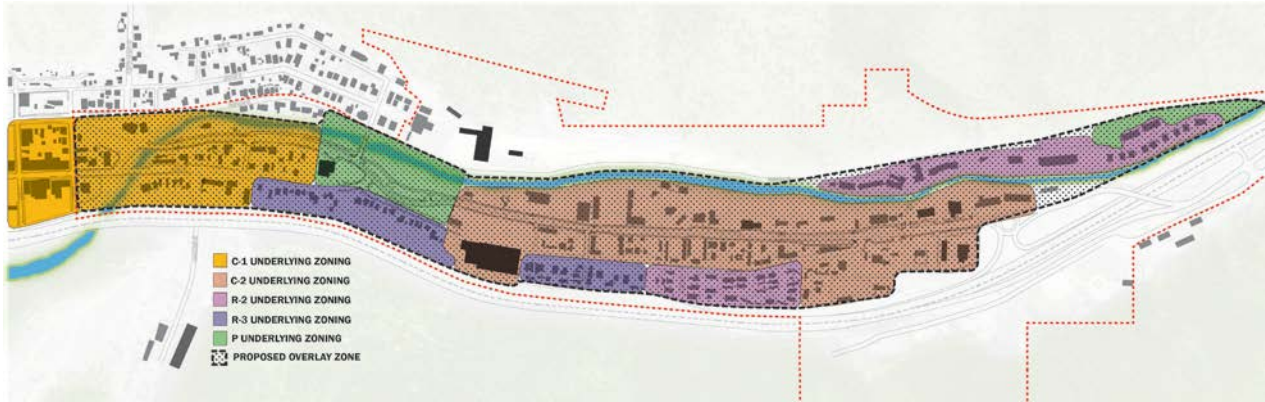 C-1 UNDERLYING ZONING
C-2 UNDERLYING ZONING
R-2 UNDERLYING ZONING
R-3 UNDERLYING ZONING
P UNDERLYING ZONING
PROPOSED OVERLAY ZONE